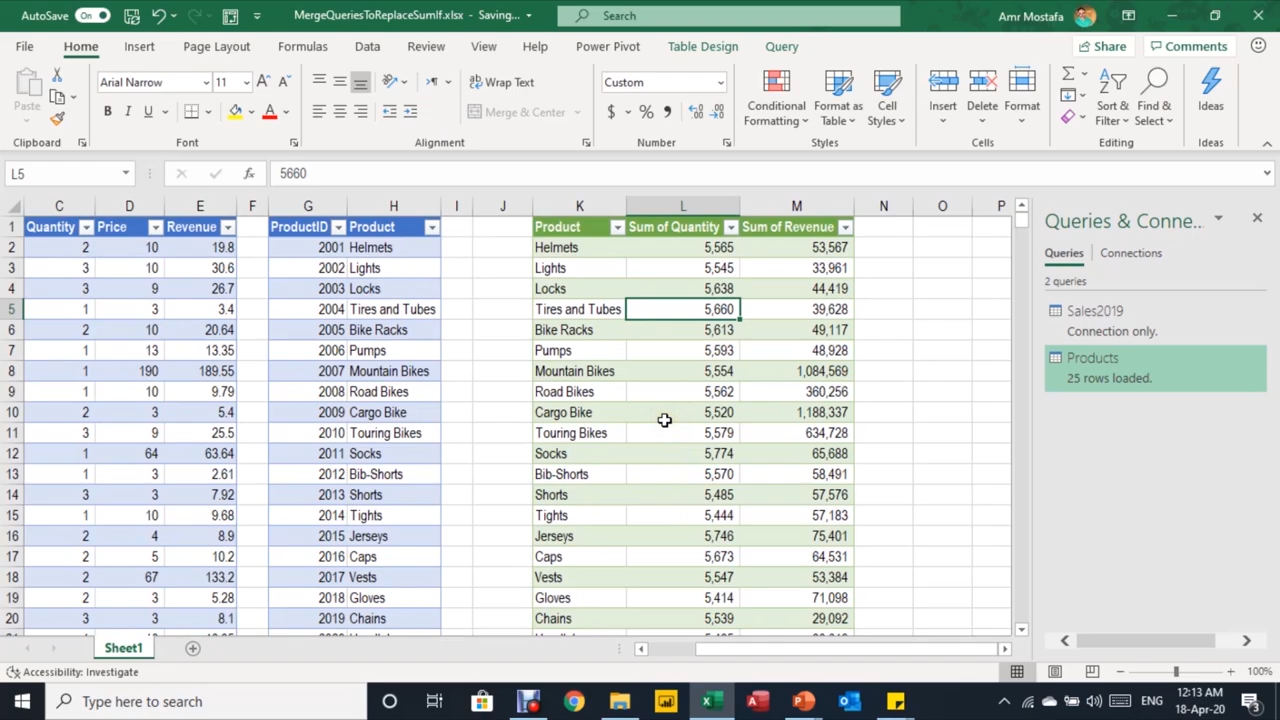 AutoSave On MergeQueriesToReplaceSumIf.xlsx - Saving... Search Amr Mostafa
File Home Insert Page Layout Formulas Data Review View Help Power Pivot Table Design Query Share Comments
Paste Arial Narrow 11 Wrap Text Custom Conditional Formatting Format as Table Cell Styles Insert Delete Format Sort & Filter Find & Select Ideas
B I U A Merge & Center $ % ,
Clipboard Font Alignment Number Styles Cells Editing Ideas
L5 fx 5660
C D E F G H I J K L M N O P
1 Quantity Price Revenue ProductID Product Product Sum of Quantity Sum of Revenue
2 2 10 19.8 2001 Helmets Helmets 5,565 53,567
3 3 10 30.6 2002 Lights Lights 5,545 33,961
4 3 9 26.7 2003 Locks Locks 5,638 44,419
5 1 3 3.4 2004 Tires and Tubes Tires and Tubes 5,660 39,628
6 2 10 20.64 2005 Bike Racks Bike Racks 5,613 49,117
7 1 13 13.35 2006 Pumps Pumps 5,593 48,928
8 1 190 189.55 2007 Mountain Bikes Mountain Bikes 5,554 1,084,569
9 1 10 9.79 2008 Road Bikes Road Bikes 5,562 360,256
10 2 3 5.4 2009 Cargo Bike Cargo Bike 5,520 1,188,337
11 3 9 25.5 2010 Touring Bikes Touring Bikes 5,579 634,728
12 1 64 63.64 2011 Socks Socks 5,774 65,688
13 1 3 2.61 2012 Bib-Shorts Bib-Shorts 5,570 58,491
14 3 3 7.92 2013 Shorts Shorts 5,485 57,576
15 1 10 9.68 2014 Tights Tights 5,444 57,183
16 2 4 8.9 2015 Jerseys Jerseys 5,746 75,401
17 2 5 10.2 2016 Caps Caps 5,673 64,531
18 2 67 133.2 2017 Vests Vests 5,547 53,384
19 2 3 5.28 2018 Gloves Gloves 5,414 71,098
20 3 3 8.1 2019 Chains Chains 5,539 29,092
Queries & Conne...
Queries Connections
2 queries
Sales2019
Connection only.
Products
25 rows loaded.
Sheet1
Accessibility: Investigate 100%
Type here to search ENG 12:13 AM
18-Apr-20 3